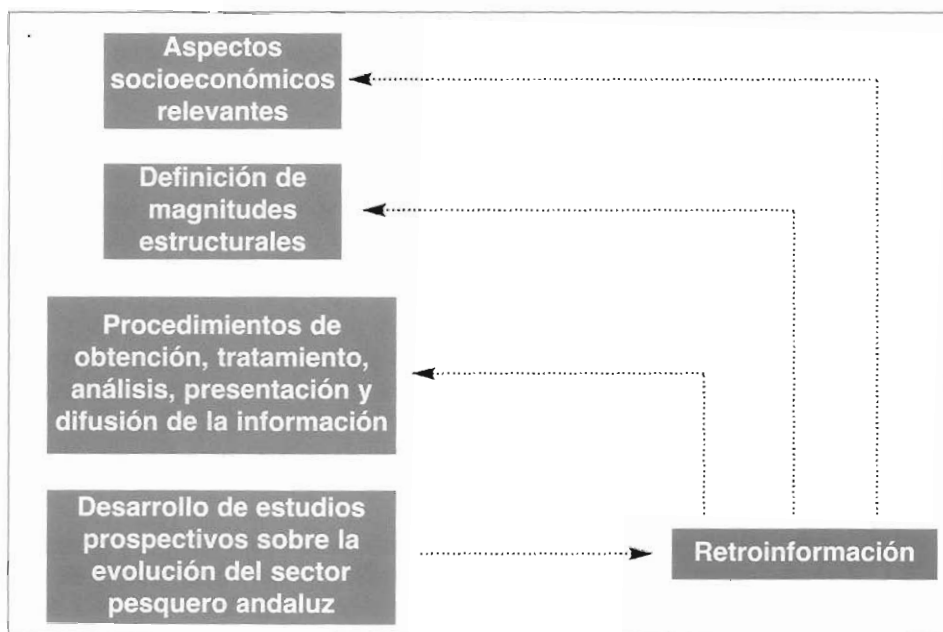 Aspectos
socioeconómicos
relevantes
Definición de
magnitudes
estructurales
Procedimientos de
obtención, tratamiento,
análisis, presentación y
difusión de la información
Desarrollo de estudios
prospectivos sobre la
evolución del sector
pesquero andaluz
Retroinformación